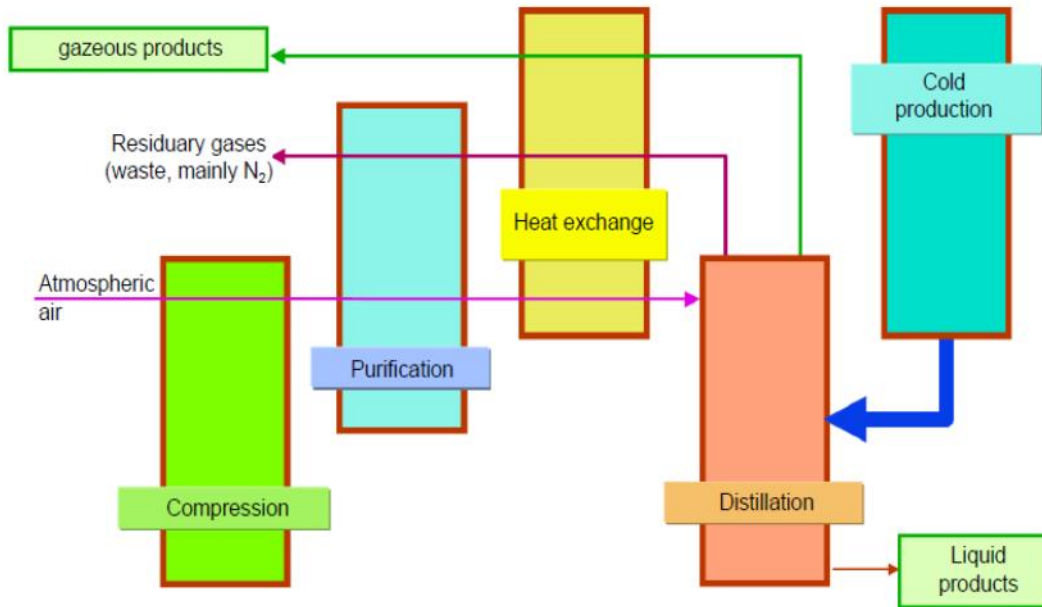 gazeous products
Cold
production
Residuary gases
(waste, mainly N₂)
Heat exchange
Atmospheric
air
Purification
Compression
Distillation
Liquid
products